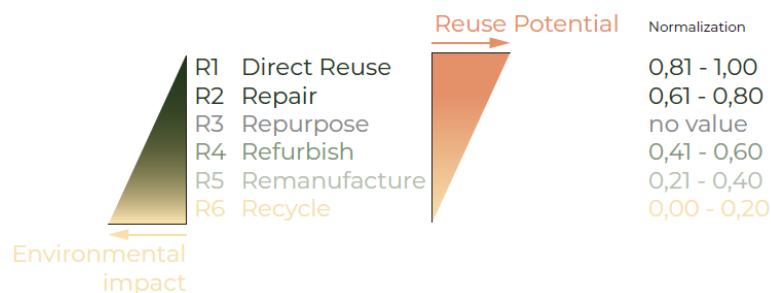 Reuse Potential Normalization
R1 Direct Reuse 0,81 - 1,00
R2 Repair 0,61 - 0,80
R3 Repurpose no value
R4 Refurbish 0,41 - 0,60
R5 Remanufacture 0,21 - 0,40
R6 Recycle 0,00 - 0,20
Environmental
impact